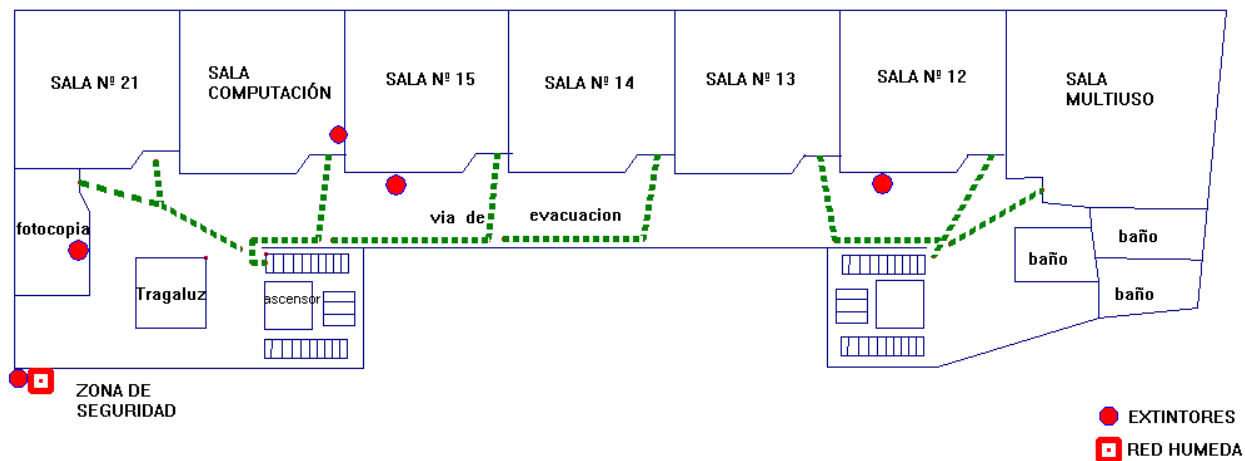 SALA Nº 21
SALA
COMPUTACIÓN
SALA Nº 15
SALA Nº 14
SALA Nº 13
SALA Nº 12
SALA
MULTIUSO
fotocopia
via de
evacuacion
baño
baño
baño
Tragaluz
ascensor
ZONA DE
SEGURIDAD
EXTINTORES
RED HUMEDA